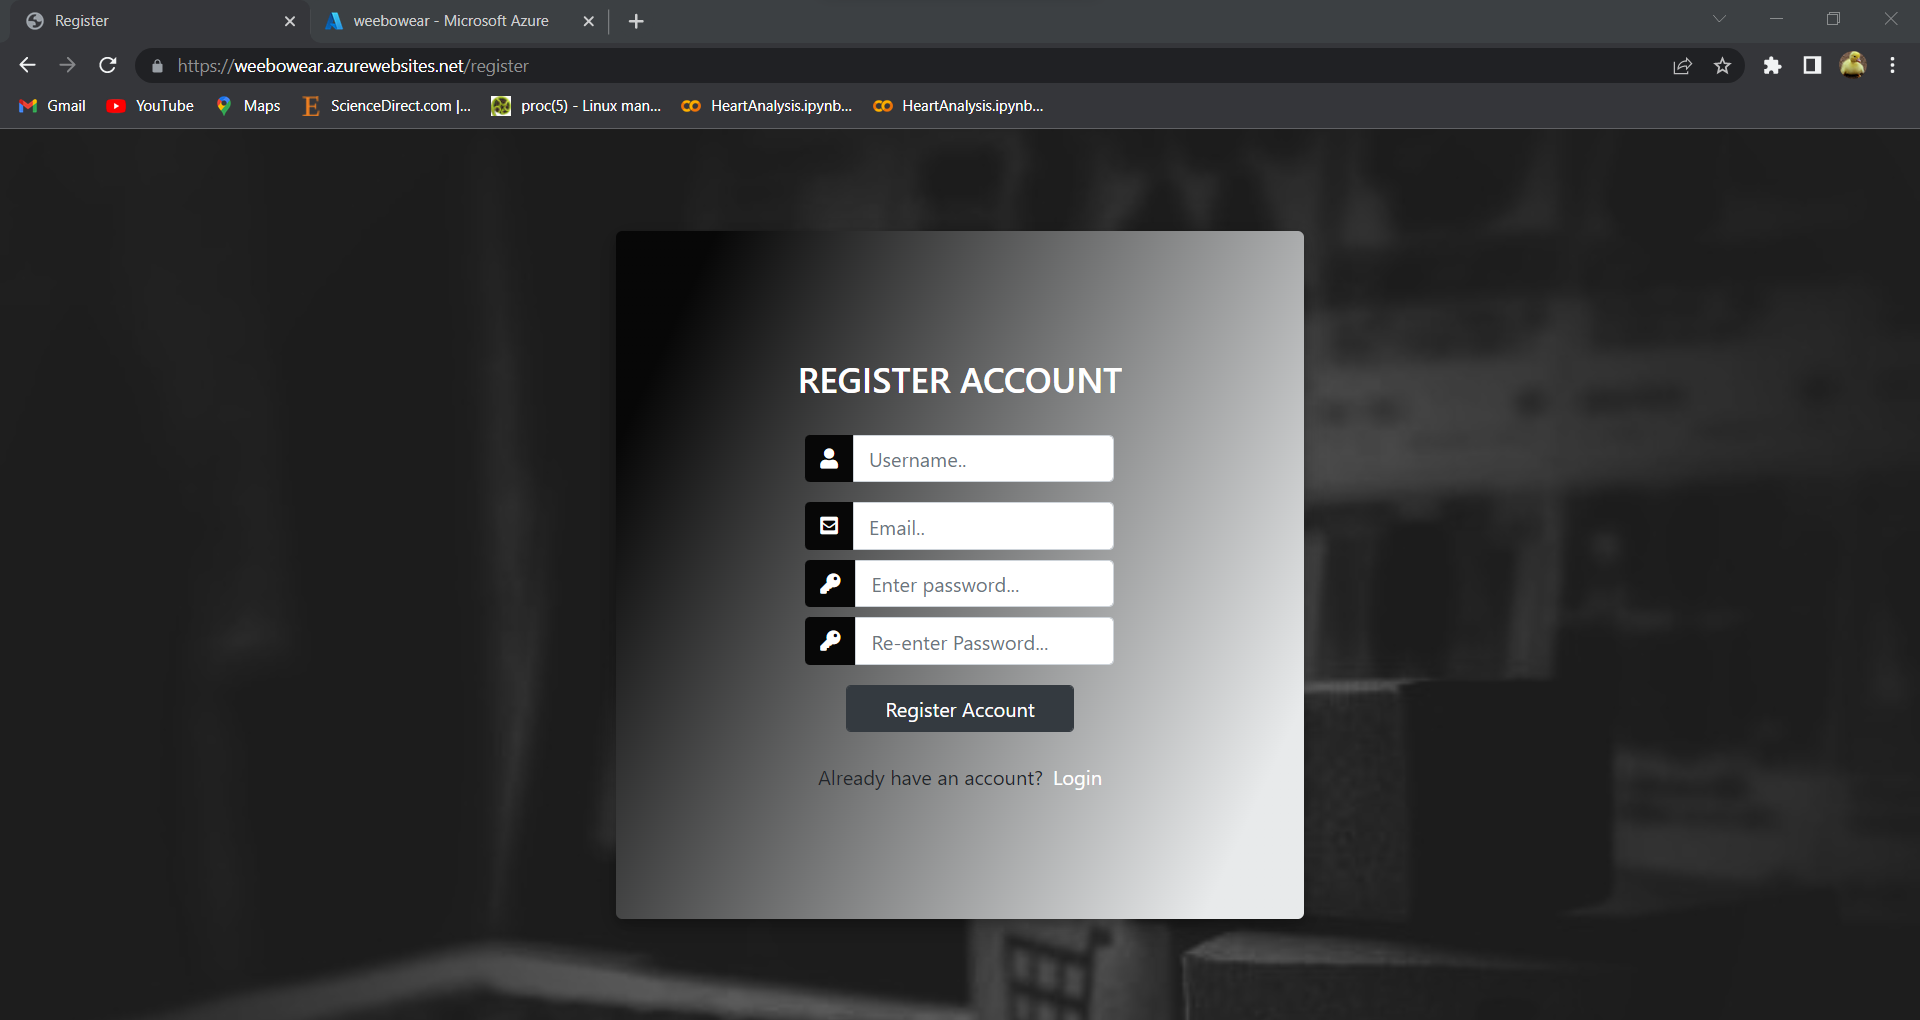 Register
weebowear - Microsoft Azure
https://weebowear.azurewebsites.net/register
Gmail
YouTube
Maps
E ScienceDirect.com |...
proc(5) - Linux man...
HeartAnalysis.ipynb...
HeartAnalysis.ipynb...
REGISTER ACCOUNT
Username..
Email..
Enter password...
Re-enter Password...
Register Account
Already have an account? Login